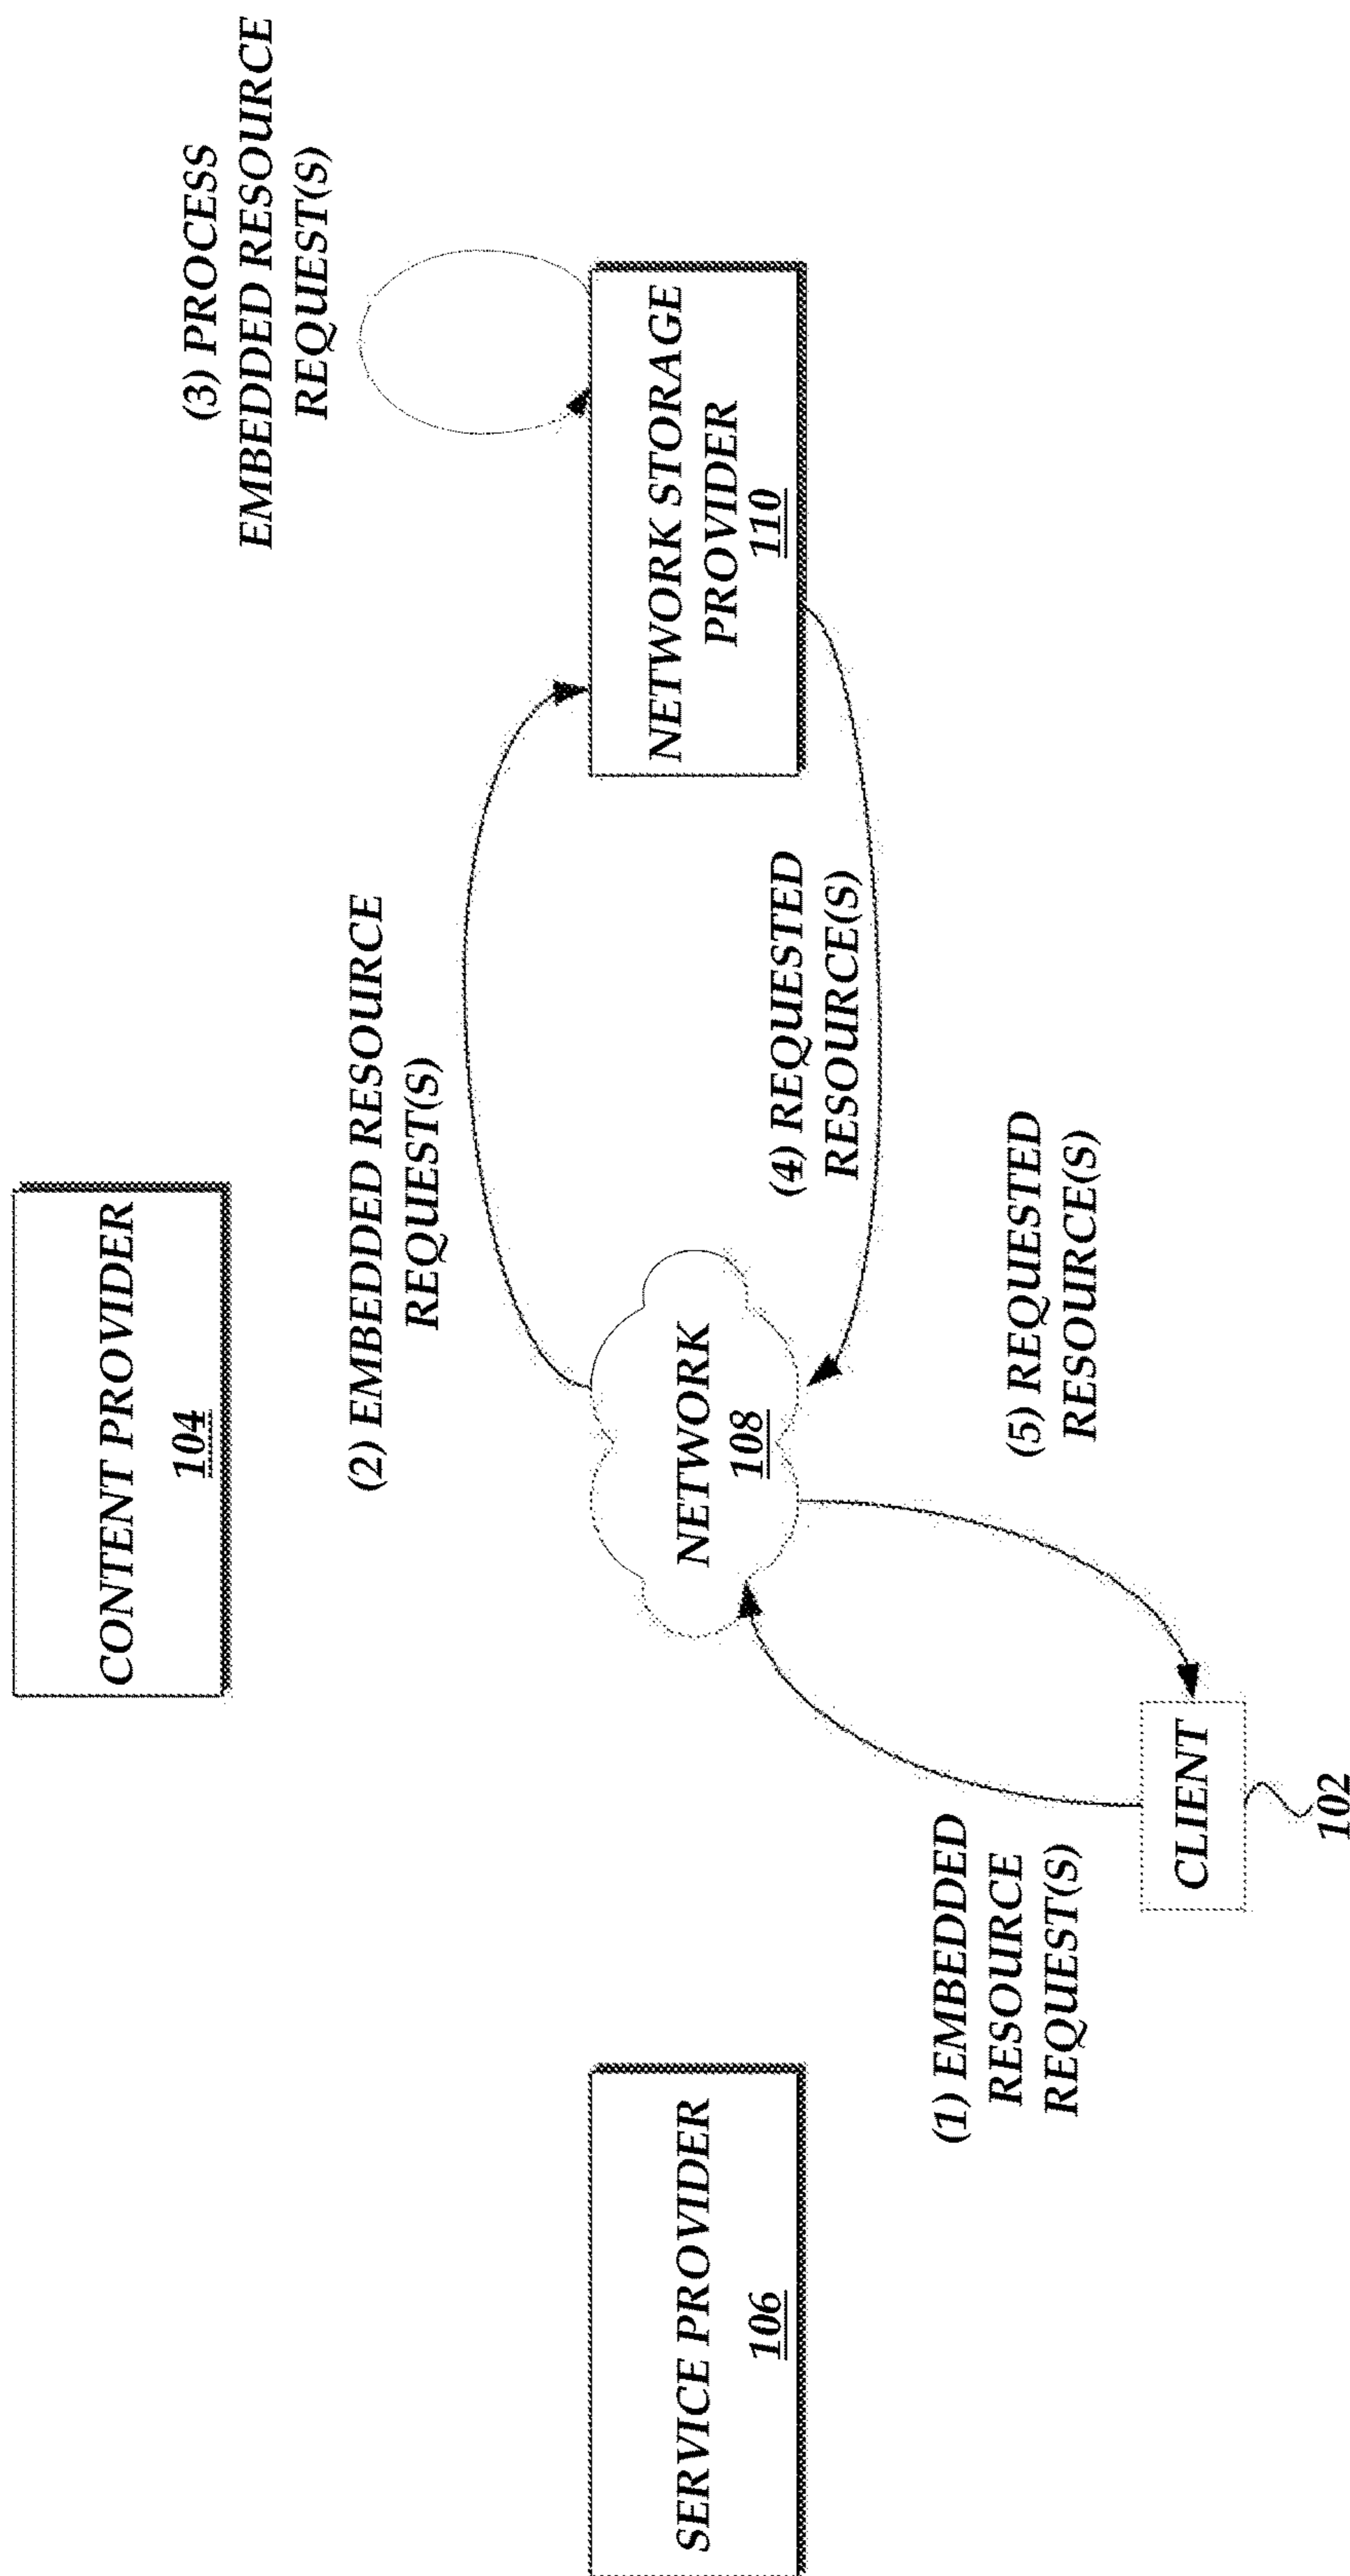 CONTENT PROVIDER
104
(3) PROCESS
EMBEDDED RESOURCE
REQUEST(S)
(2) EMBEDDED RESOURCE
REQUEST(S)
SERVICE PROVIDER
106
NETWORK
108
NETWORK STORAGE
PROVIDER
110
(4) REQUESTED
RESOURCE(S)
(1) EMBEDDED
RESOURCE
REQUEST(S)
(5) REQUESTED
RESOURCE(S)
CLIENT
102